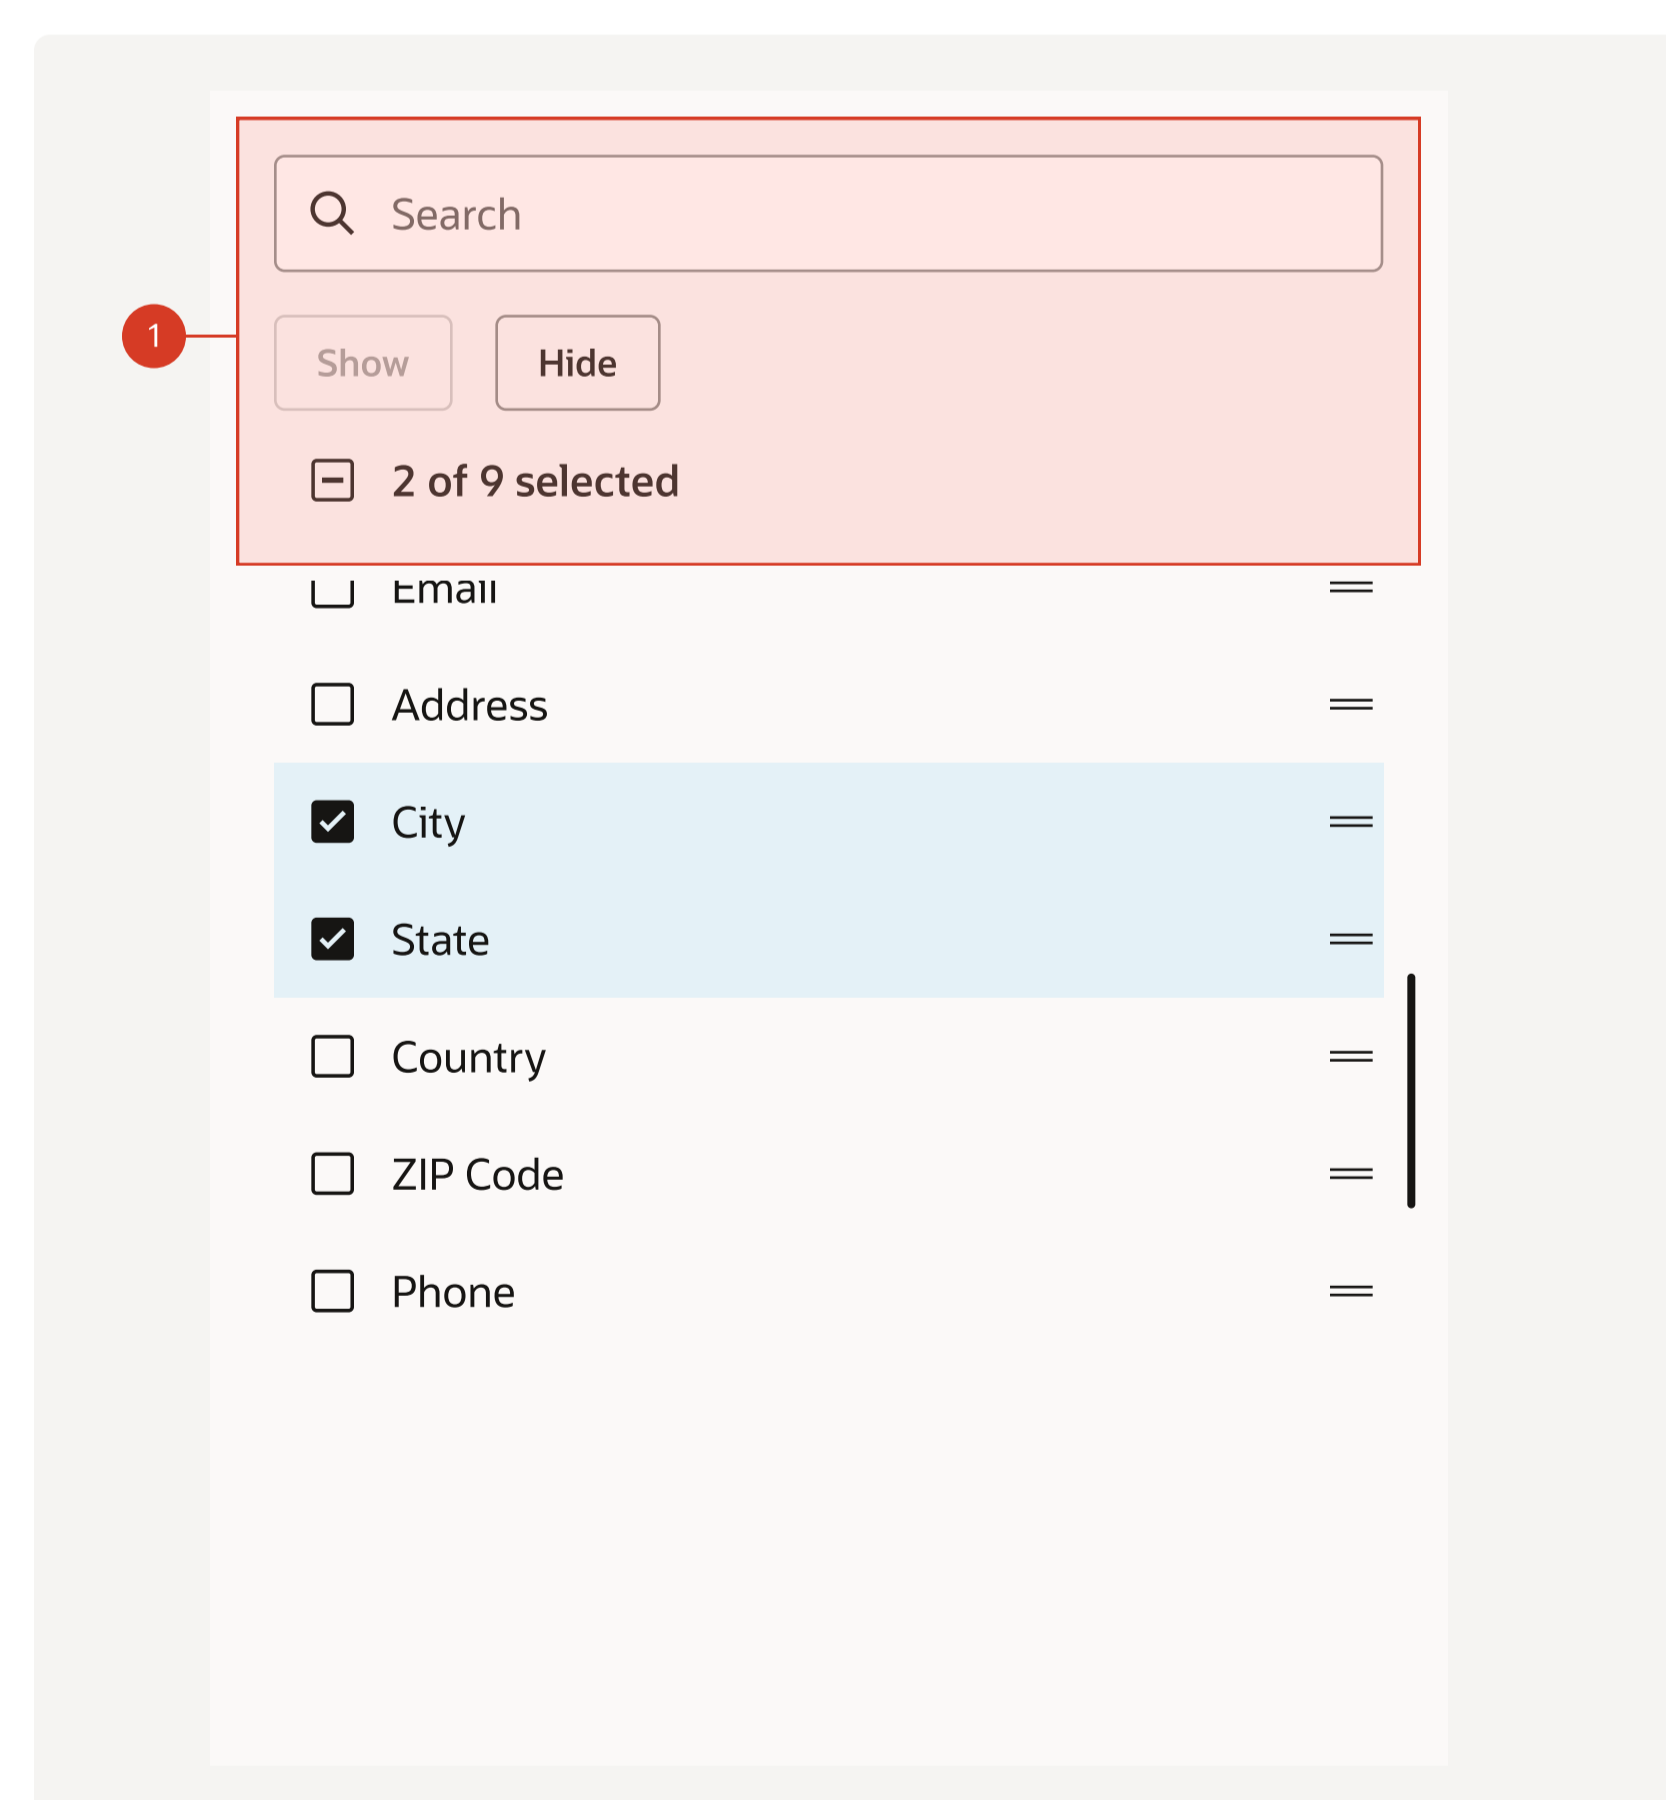 Search
1
Show Hide
2 of 9 selected
Email
Address
City
State
Country
ZIP Code
Phone